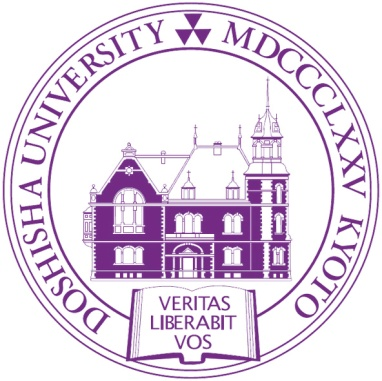 DOSHISHA UNIVERSITY MDCCCLXXV KYOTO
VERITAS
LIBERABIT
VOS